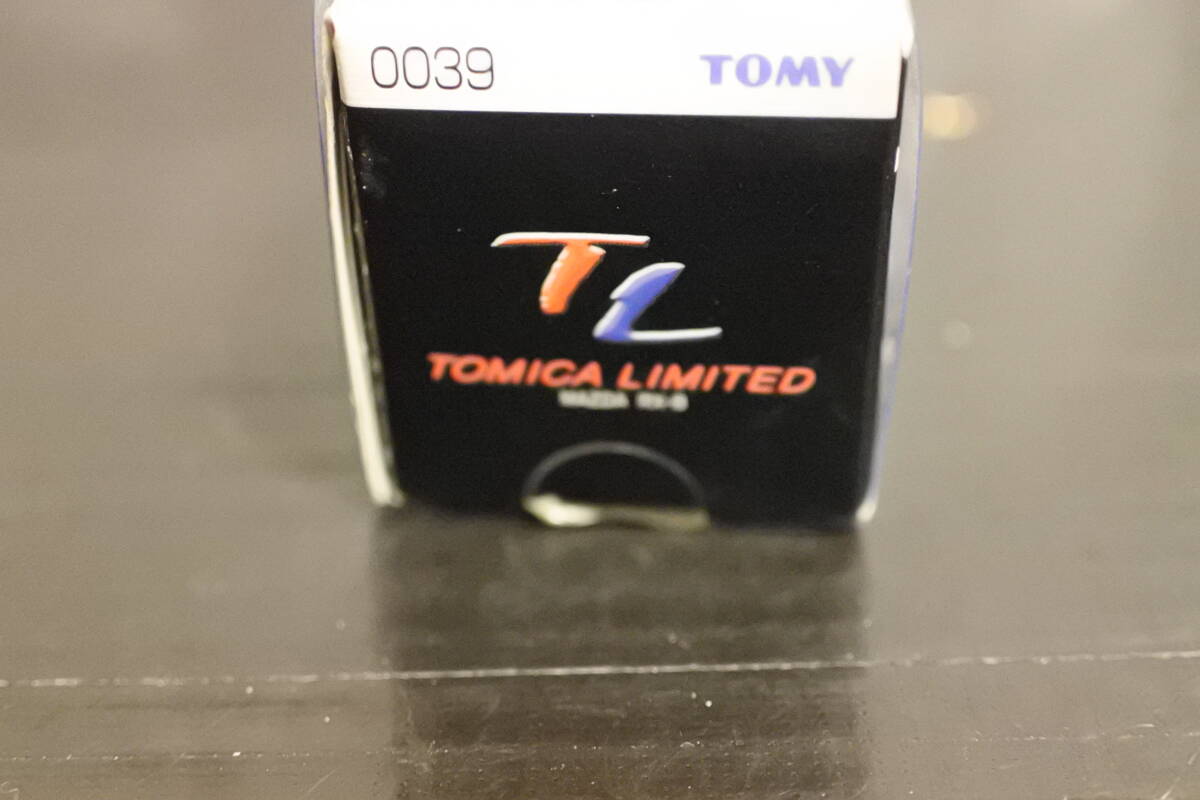 0039 TOMY
TL
TOMICA LIMITED
MAZDA RX-8